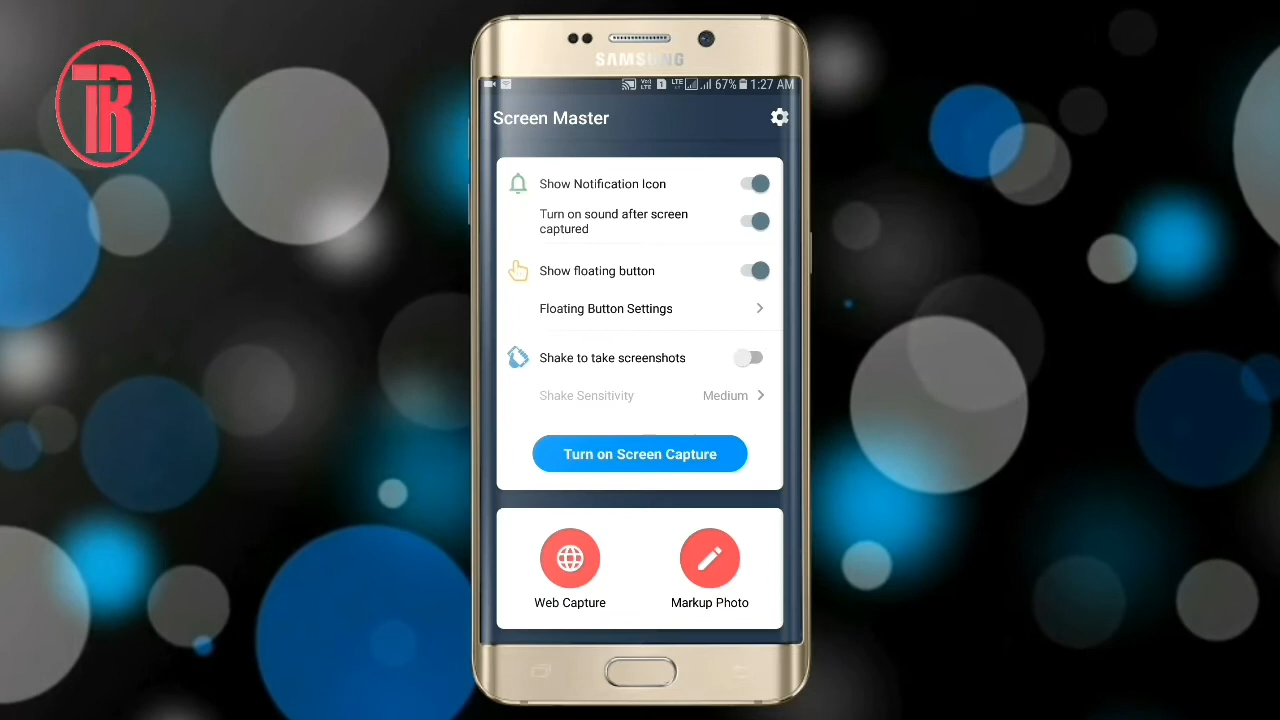 TR
SAMSUNG
67% 1:27 AM
Screen Master
Show Notification Icon
Turn on sound after screen
captured
Show floating button
Floating Button Settings
Shake to take screenshots
Shake Sensitivity Medium
Turn on Screen Capture
Web Capture Markup Photo